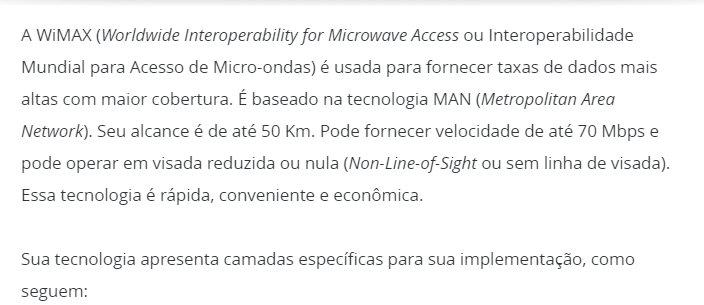 A WiMAX (Worldwide Interoperability for Microwave Access ou Interoperabilidade
Mundial para Acesso de Micro-ondas) é usada para fornecer taxas de dados mais
altas com maior cobertura. É baseado na tecnologia MAN (Metropolitan Area
Network). Seu alcance é de até 50 Km. Pode fornecer velocidade de até 70 Mbps e
pode operar em visada reduzida ou nula (Non-Line-of-Sight ou sem linha de visada).
Essa tecnologia é rápida, conveniente e econômica.
Sua tecnologia apresenta camadas específicas para sua implementação, como
seguem: